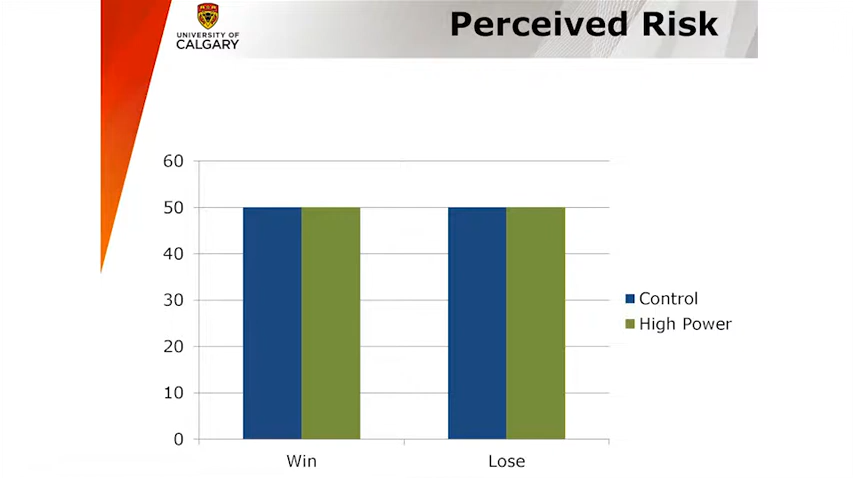 UNIVERSITY OF
CALGARY
Perceived Risk
60
50
40
30
20
10
0
Win
Lose
Control
High Power